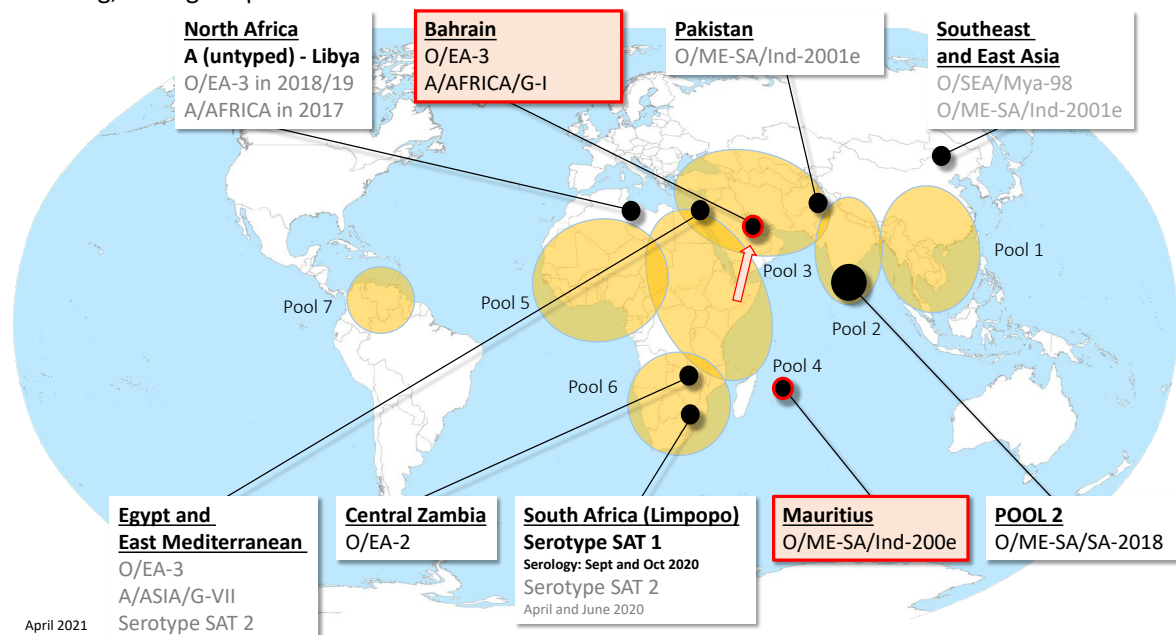 North Africa
A (untyped) - Libya
O/EA-3 in 2018/19
A/AFRICA in 2017
Bahrain
O/EA-3
A/AFRICA/G-I
Pakistan
O/ME-SA/Ind-2001e
Southeast
and East Asia
O/SEA/Mya-98
O/ME-SA/Ind-2001e
Pool 1
Pool 3
Pool 5
Pool 7
Pool 2
Pool 4
Pool 6
Egypt and
East Mediterranean
O/EA-3
A/ASIA/G-VII
Serotype SAT 2
Central Zambia
O/EA-2
South Africa (Limpopo)
Serotype SAT 1
Serology: Sept and Oct 2020
Serotype SAT 2
April and June 2020
Mauritius
O/ME-SA/Ind-200e
POOL 2
O/ME-SA/SA-2018
April 2021